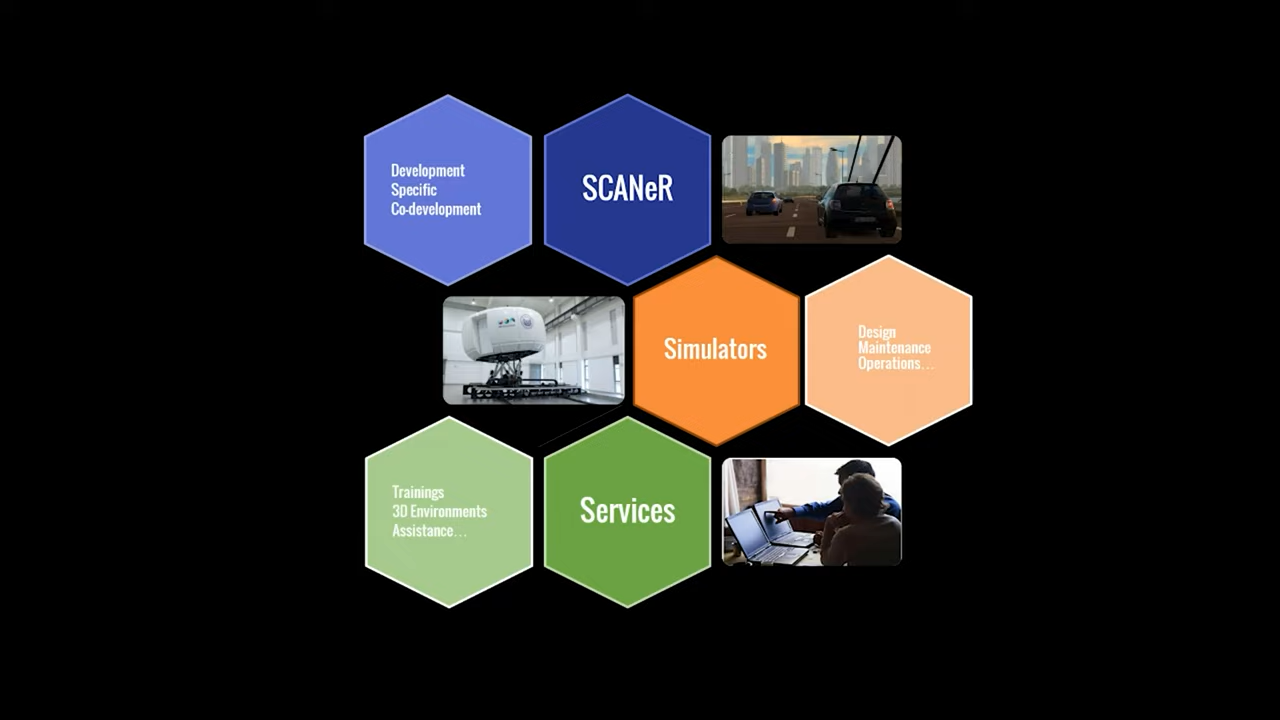 Development
Specific
Co-development
SCANeR
Simulators
Design
Maintenance
Operations...
Trainings
3D Environments
Assistance...
Services